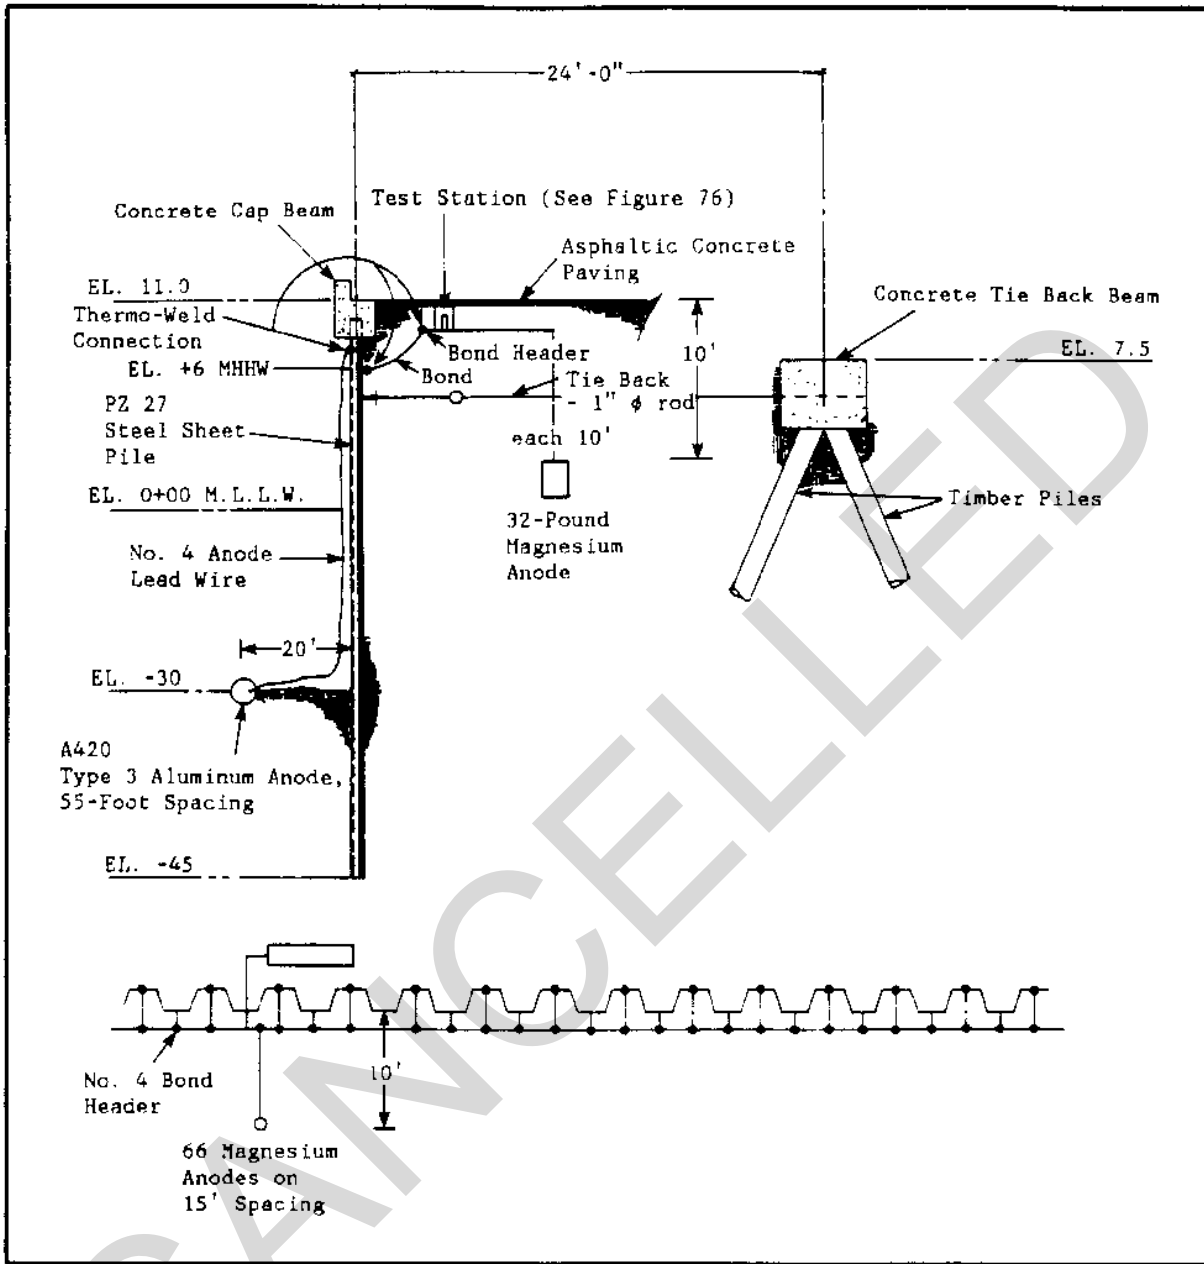 24'-0"
Test Station (See Figure 76)
Concrete Cap Beam
Asphaltic Concrete
Paving
EL. 11.0
Concrete Tie Back Beam
Thermo-Weld
Connection
Bond Header
10'
EL. 7.5
EL. +6 MHHW
Bond
Tie Back
- 1" ϕ rod
PZ 27
Steel Sheet
Pile
each 10'
EL. 0+00 M.L.L.W.
Timber Piles
32-Pound
Magnesium
Anode
No. 4 Anode
Lead Wire
20'
EL. -30
A420
Type 3 Aluminum Anode,
55-Foot Spacing
EL. -45
No. 4 Bond
Header
10'
66 Magnesium
Anodes on
15' Spacing
CANCELLED